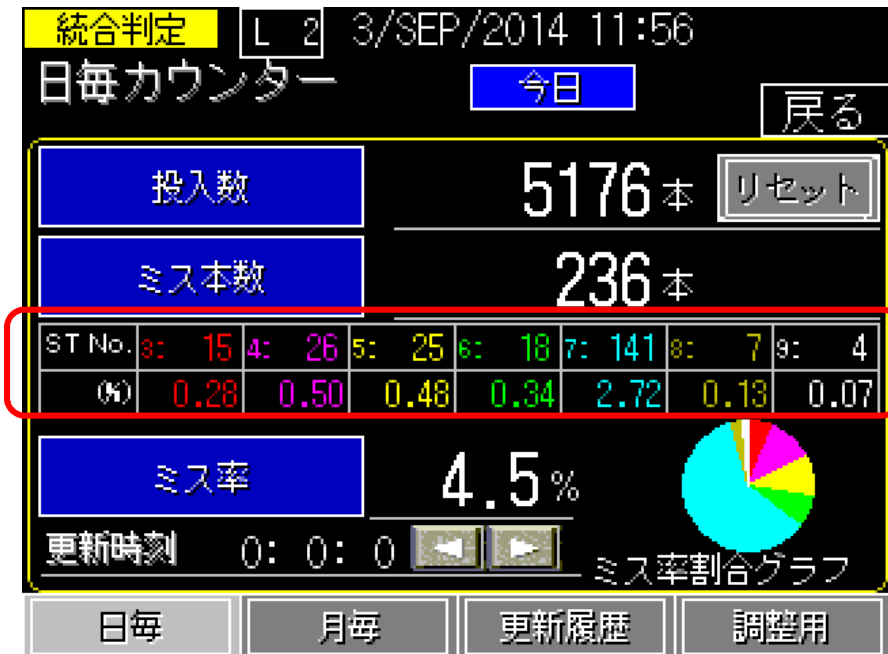 統合判定 L 2 3/SEP/2014 11:56
日毎カウンター 今日
戻る
投入数 5176本 リセット
ミス本数 236本
ST No. 3: 15 4: 26 5: 25 6: 18 7: 141 8: 7 9: 4
(%) 0.28 0.50 0.48 0.34 2.72 0.13 0.07
ミス率 4.5%
更新時刻 0: 0: 0
ミス率割合グラフ
日毎 月毎 更新履歴 調整用